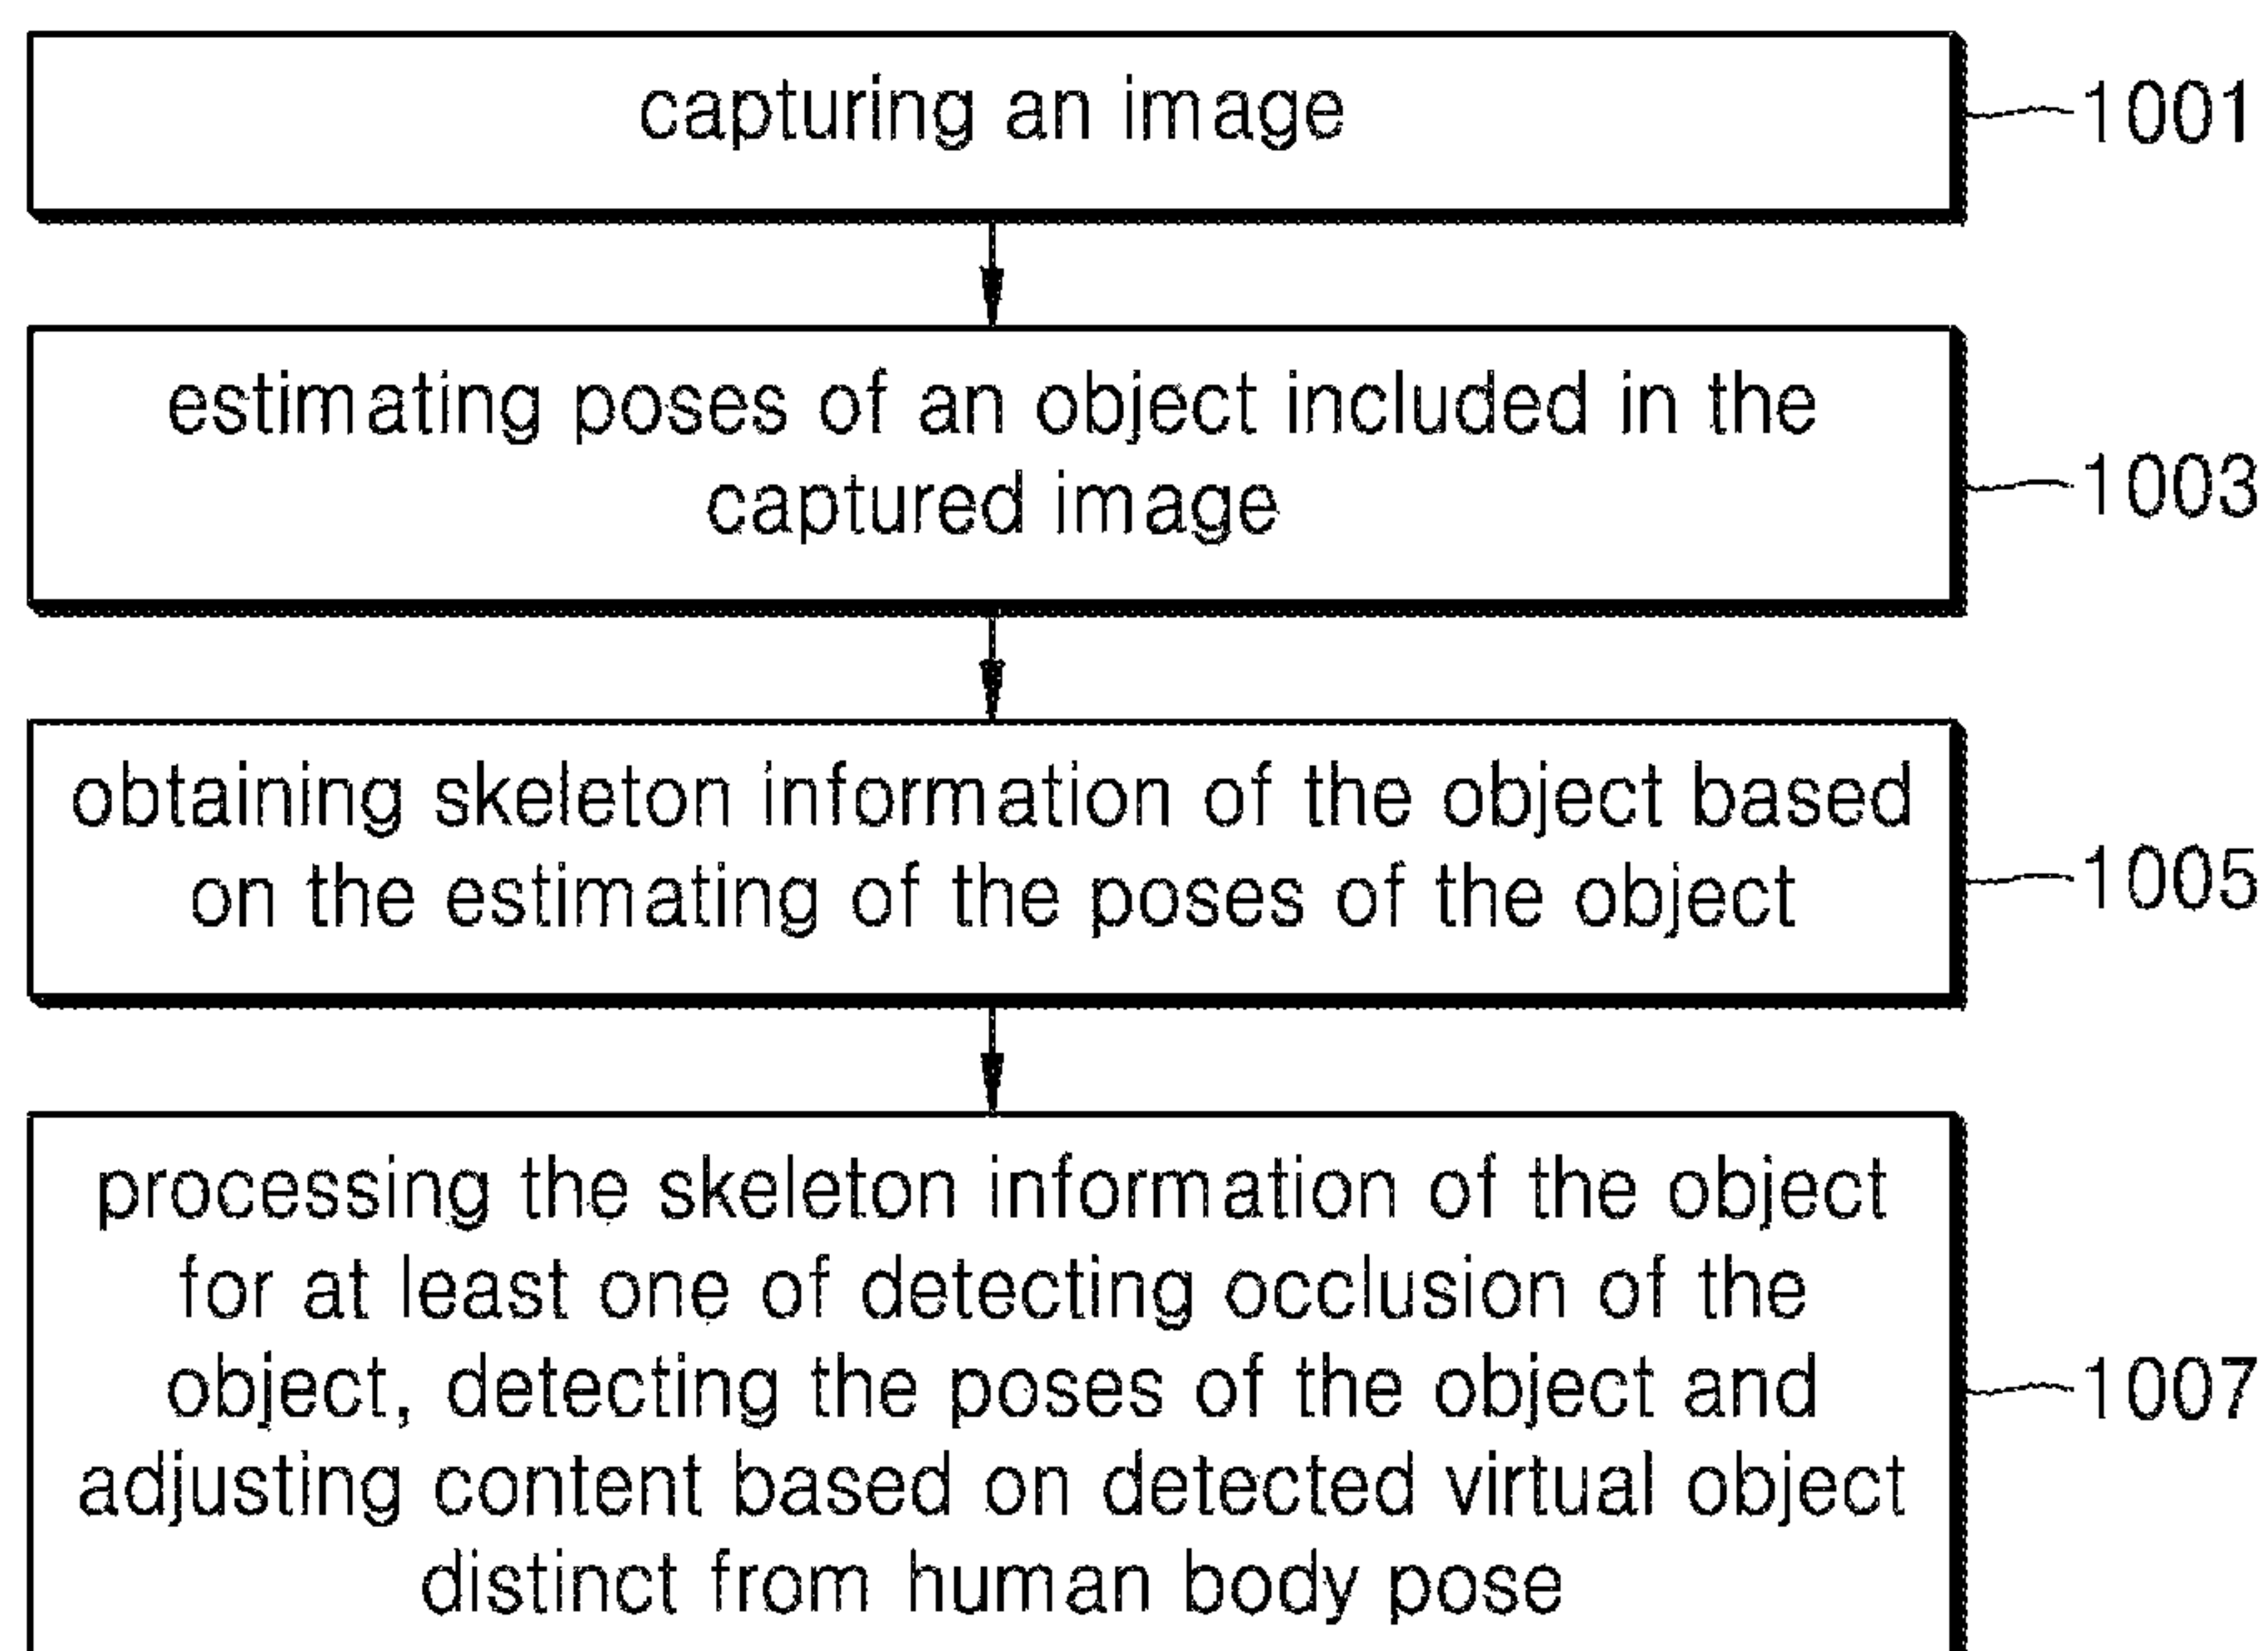 capturing an image
1001
estimating poses of an object included in the
captured image
1003
obtaining skeleton information of the object based
on the estimating of the poses of the object
1005
processing the skeleton information of the object
for at least one of detecting occlusion of the
object, detecting the poses of the object and
adjusting content based on detected virtual object
distinct from human body pose
1007